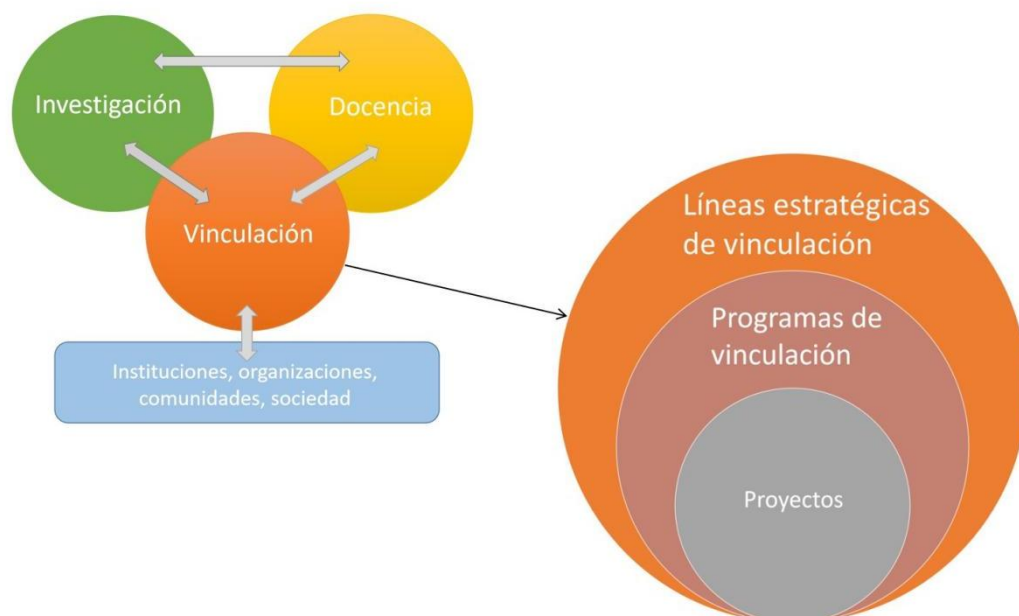 Investigación
Docencia
Vinculación
Instituciones, organizaciones,
comunidades, sociedad
Líneas estratégicas
de vinculación
Programas de
vinculación
Proyectos